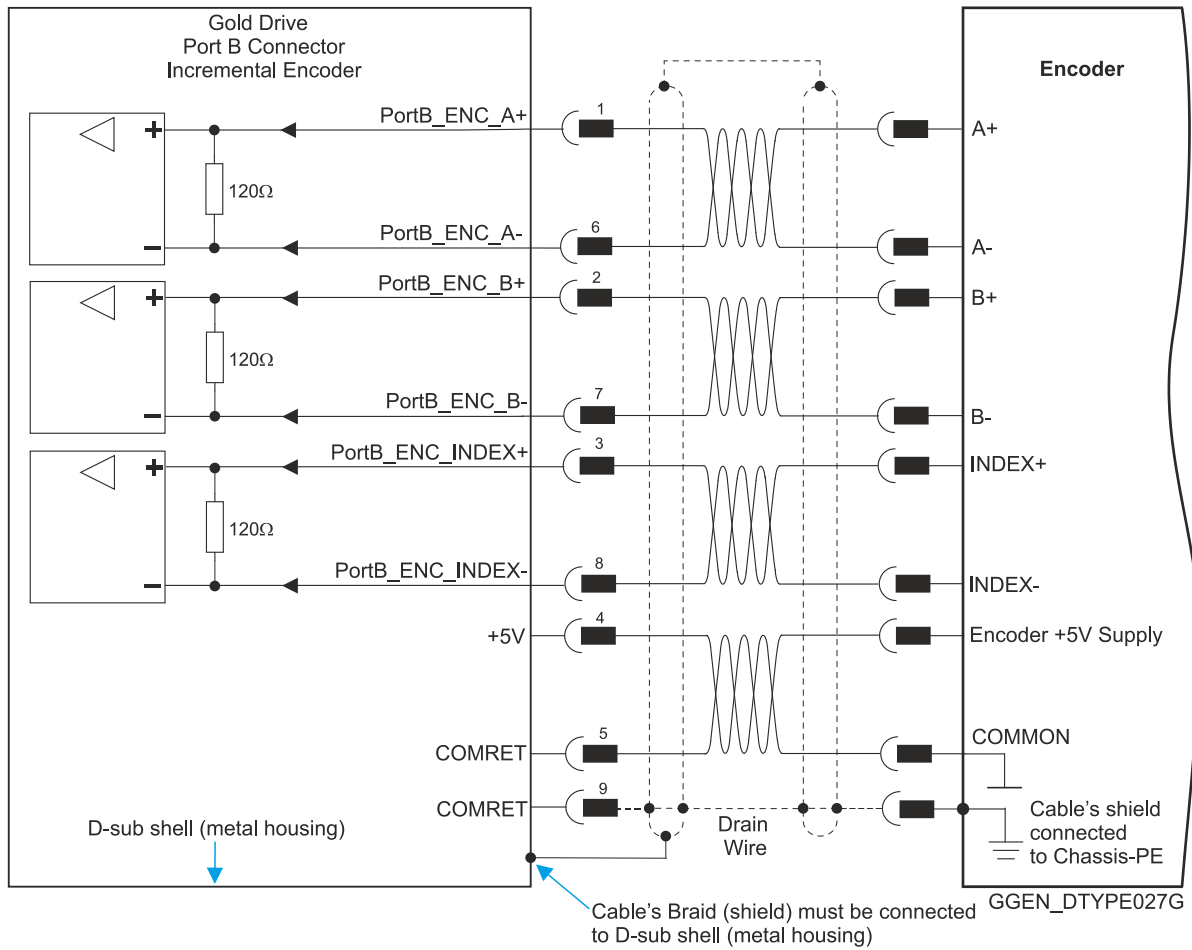 Gold Drive
Port B Connector
Incremental Encoder
Encoder
+
PortB_ENC_A+
1
A+
120Ω
−
PortB_ENC_A-
6
A-
+
PortB_ENC_B+
2
B+
120Ω
−
PortB_ENC_B-
7
B-
+
PortB_ENC_INDEX+
3
INDEX+
120Ω
−
PortB_ENC_INDEX-
8
INDEX-
+5V
4
Encoder +5V Supply
COMRET
5
COMMON
COMRET
9
Drain
Wire
Cable's shield
connected
to Chassis-PE
D-sub shell (metal housing)
Cable's Braid (shield) must be connected
to D-sub shell (metal housing)
GGEN_DTYPE027G